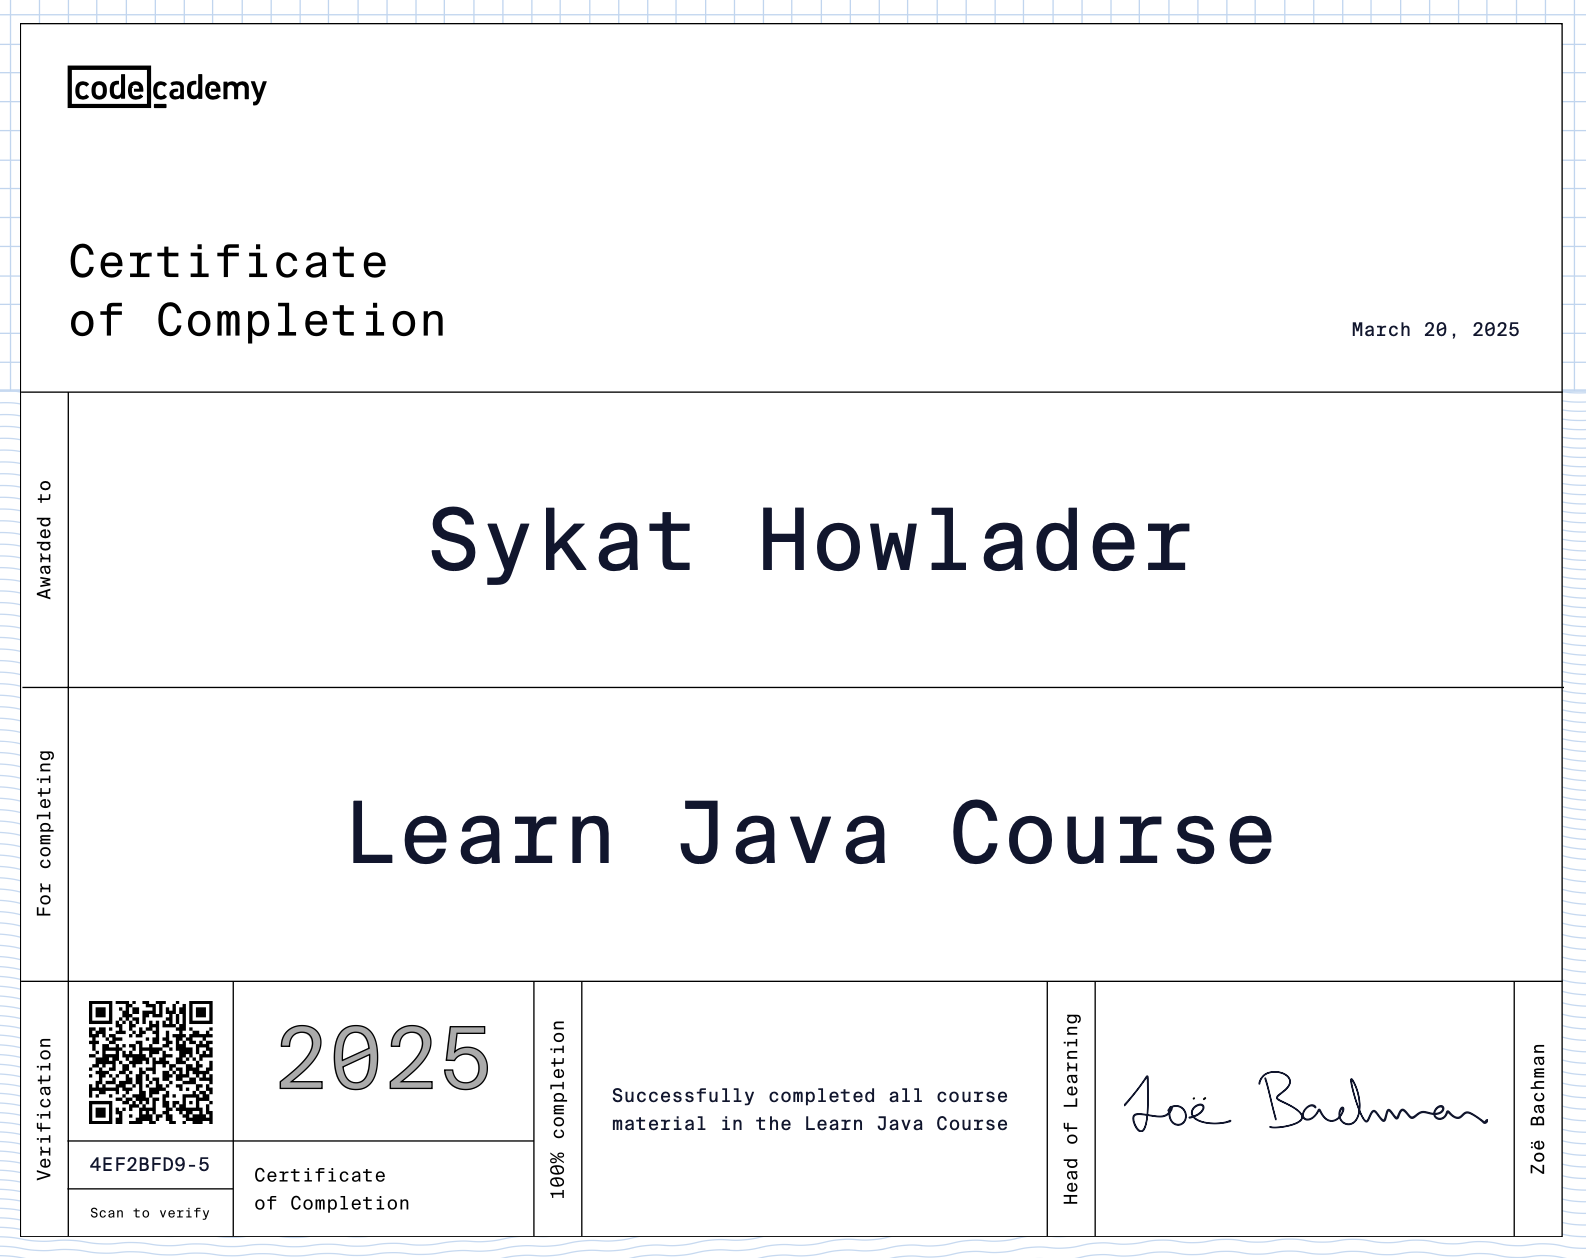 codecademy
Certificate
of Completion
March 20, 2025
Awarded to
Sykat Howlader
For completing
Learn Java Course
Verification
4EF2BFD9-5
Scan to verify
2025
Certificate
of Completion
100% completion
Successfully completed all course
material in the Learn Java Course
Head of Learning
Zoë Bachman
Zoë Bachman